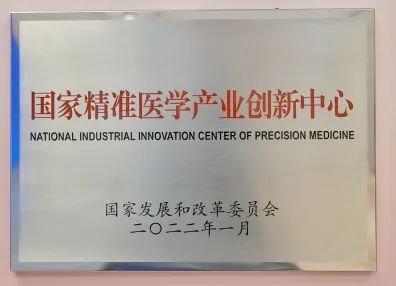 国家精准医学产业创新中心
NATIONAL INDUSTRIAL INNOVATION CENTER OF PRECISION MEDICINE
国家发展和改革委员会
二〇二二年一月